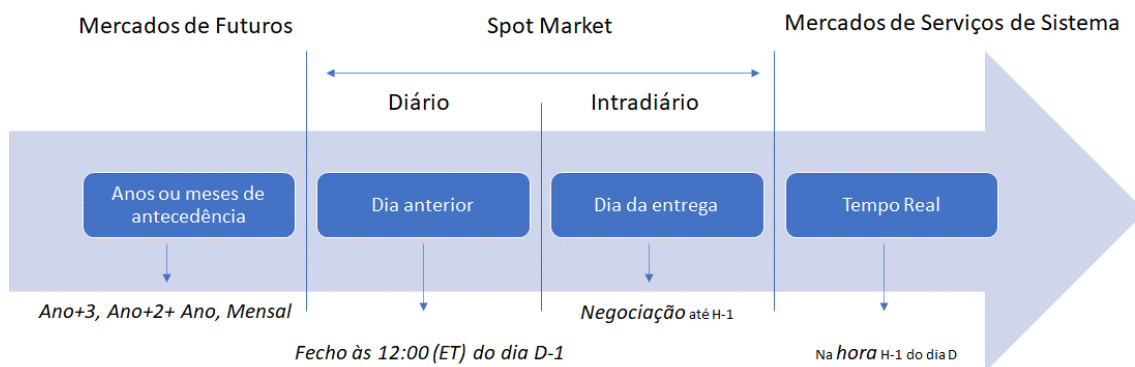 Mercados de Futuros
Spot Market
Mercados de Serviços de Sistema
Diário
Intradiário
Anos ou meses de
antecedência
Dia anterior
Dia da entrega
Tempo Real
Ano+3, Ano+2+ Ano, Mensal
Negociação até H-1
Fecho às 12:00 (ET) do dia D-1
Na hora H-1 do dia D